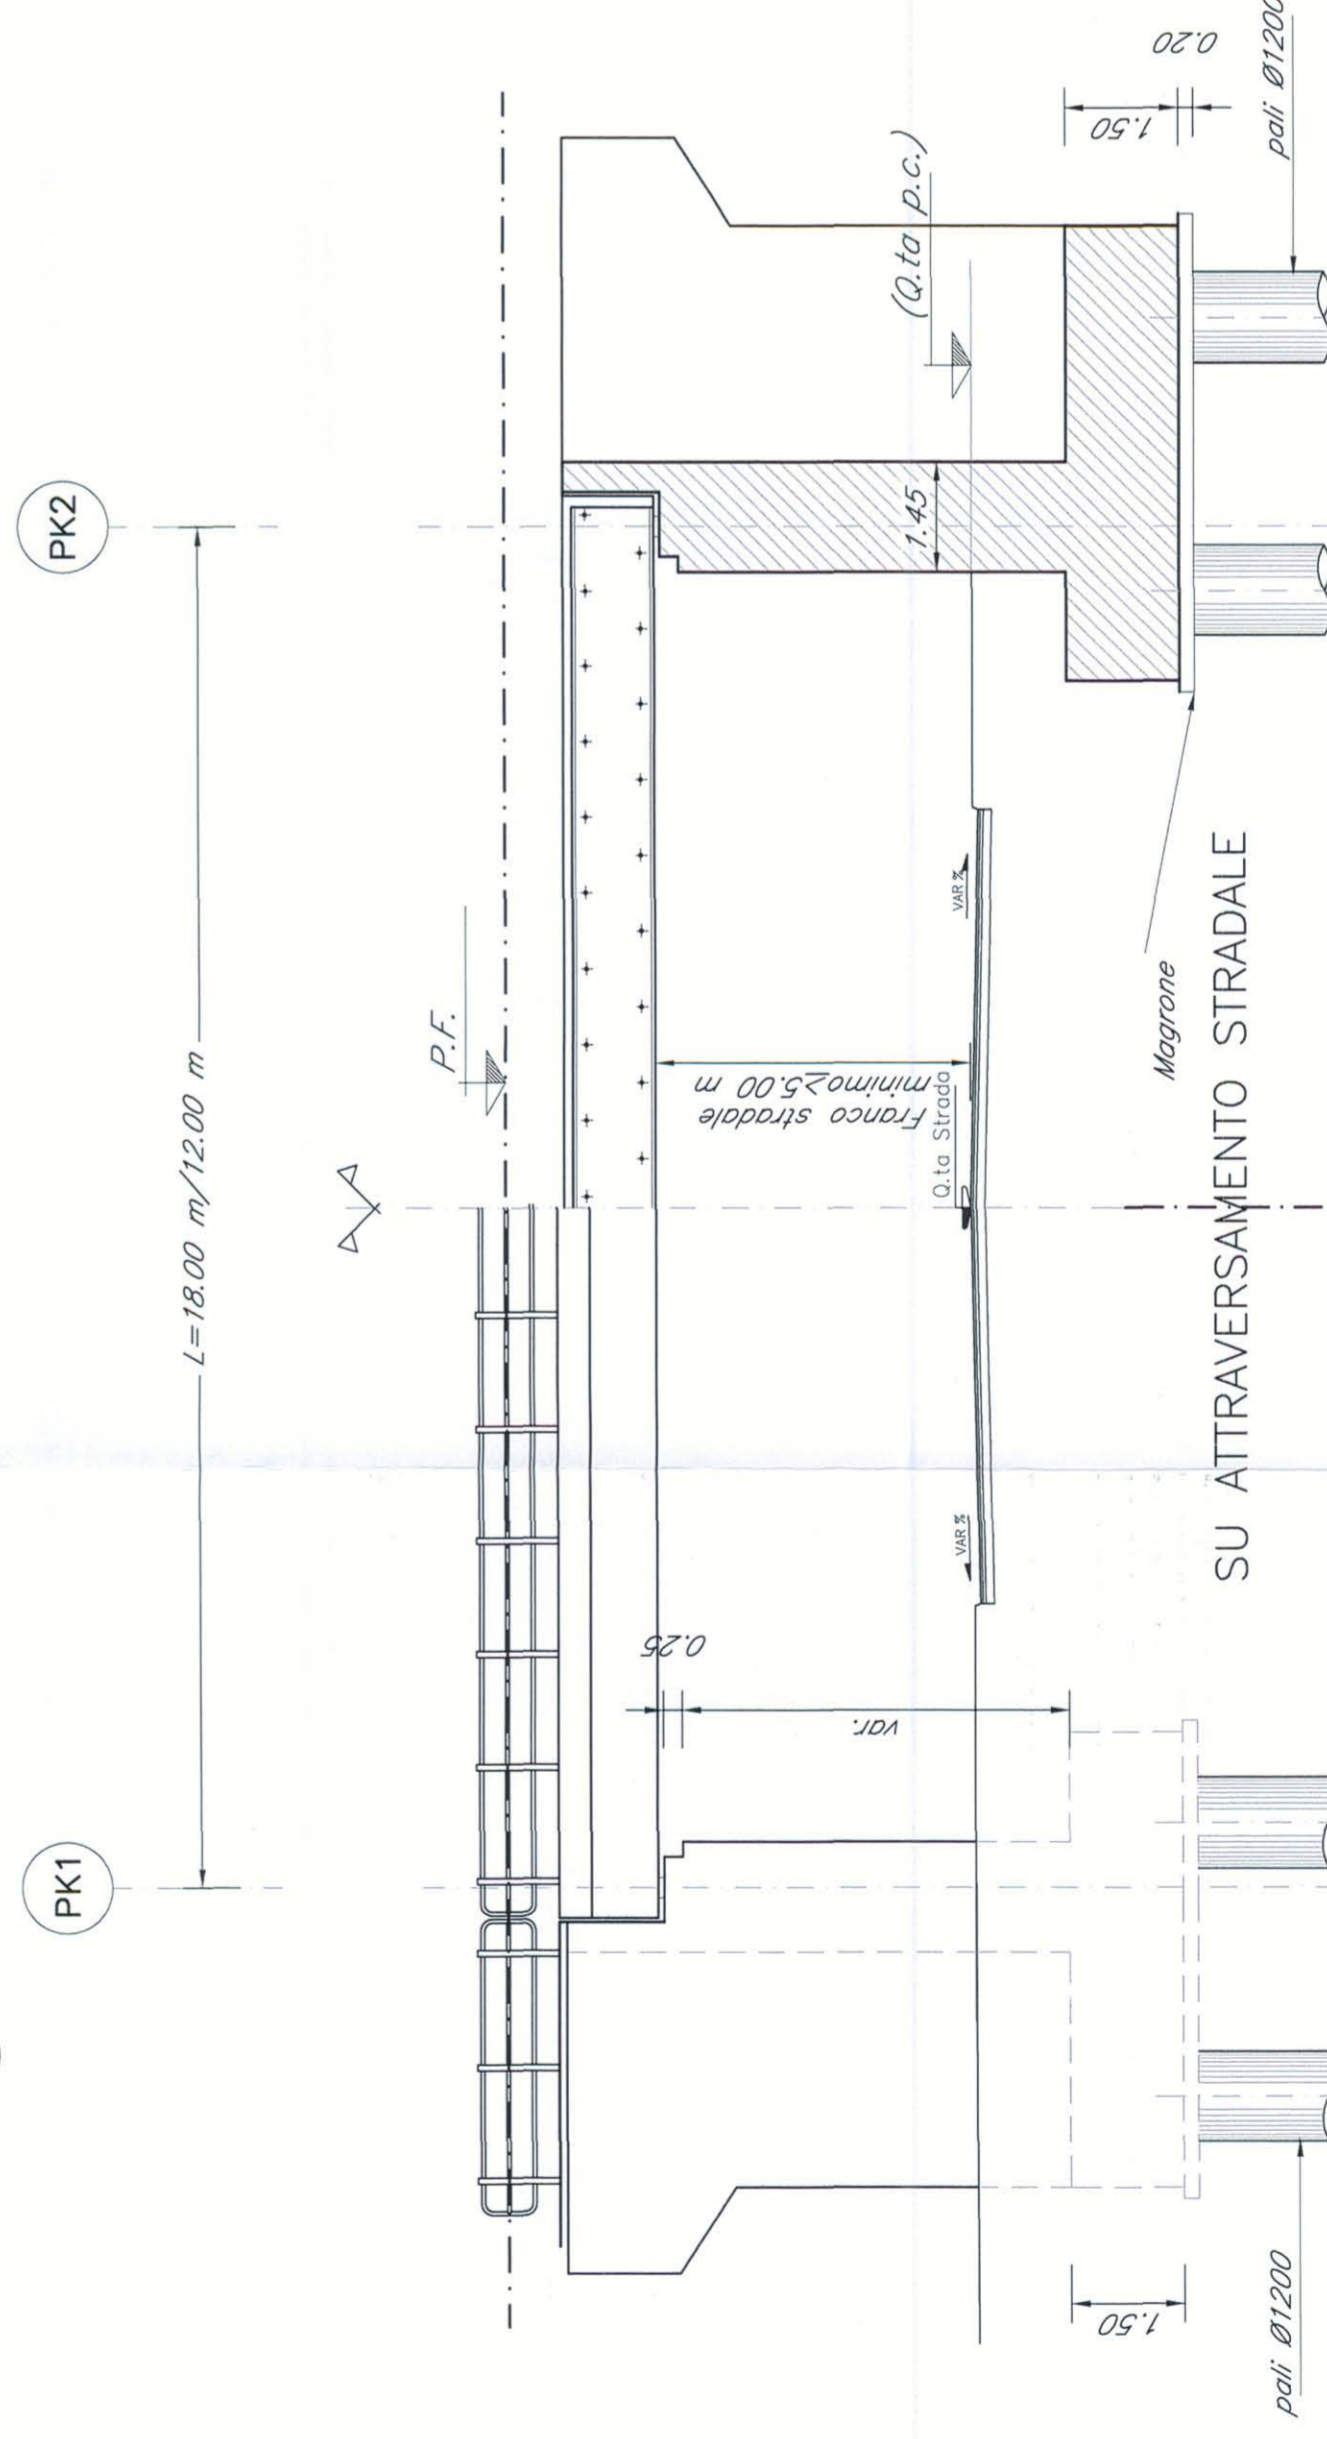 PK1
PK2
L=18.00 m/12.00 m
P.F.
0.25
var.
Franco stradale
minimo≥5.00 m
Q.ta Strada
VAR %
VAR %
(Q.ta p.c.)
1.45
1.50
0.20
1.50
Magrone
pali Ø1200
pali Ø1200
SU ATTRAVERSAMENTO STRADALE